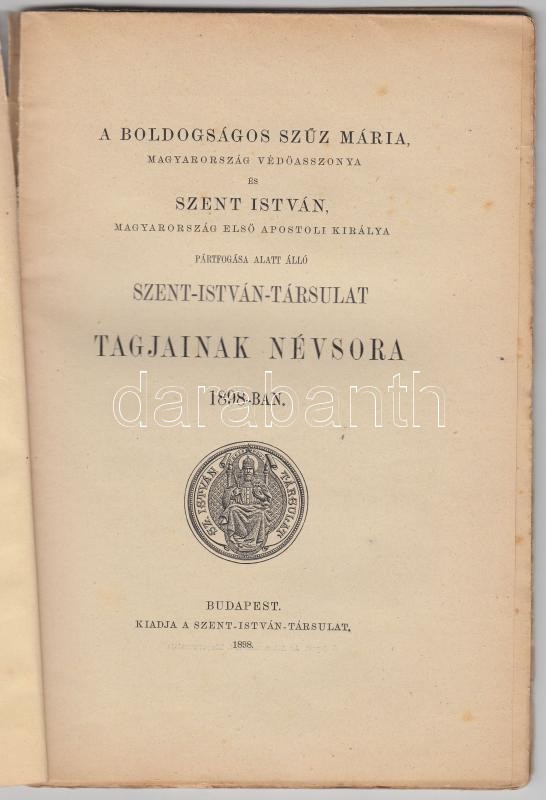 A BOLDOGSÁGOS SZŰZ MÁRIA,
MAGYARORSZÁG VÉDŐASSZONYA
ÉS
SZENT ISTVÁN,
MAGYARORSZÁG ELSŐ APOSTOLI KIRÁLYA
PÁRTFOGÁSA ALATT ÁLLÓ
SZENT-ISTVÁN-TÁRSULAT
TAGJAINAK NÉVSORA
1898-BAN.
darabanth
SZ. ISTVÁN TÁRSULAT
BUDAPEST.
KIADJA A SZENT-ISTVÁN-TÁRSULAT.
1898.